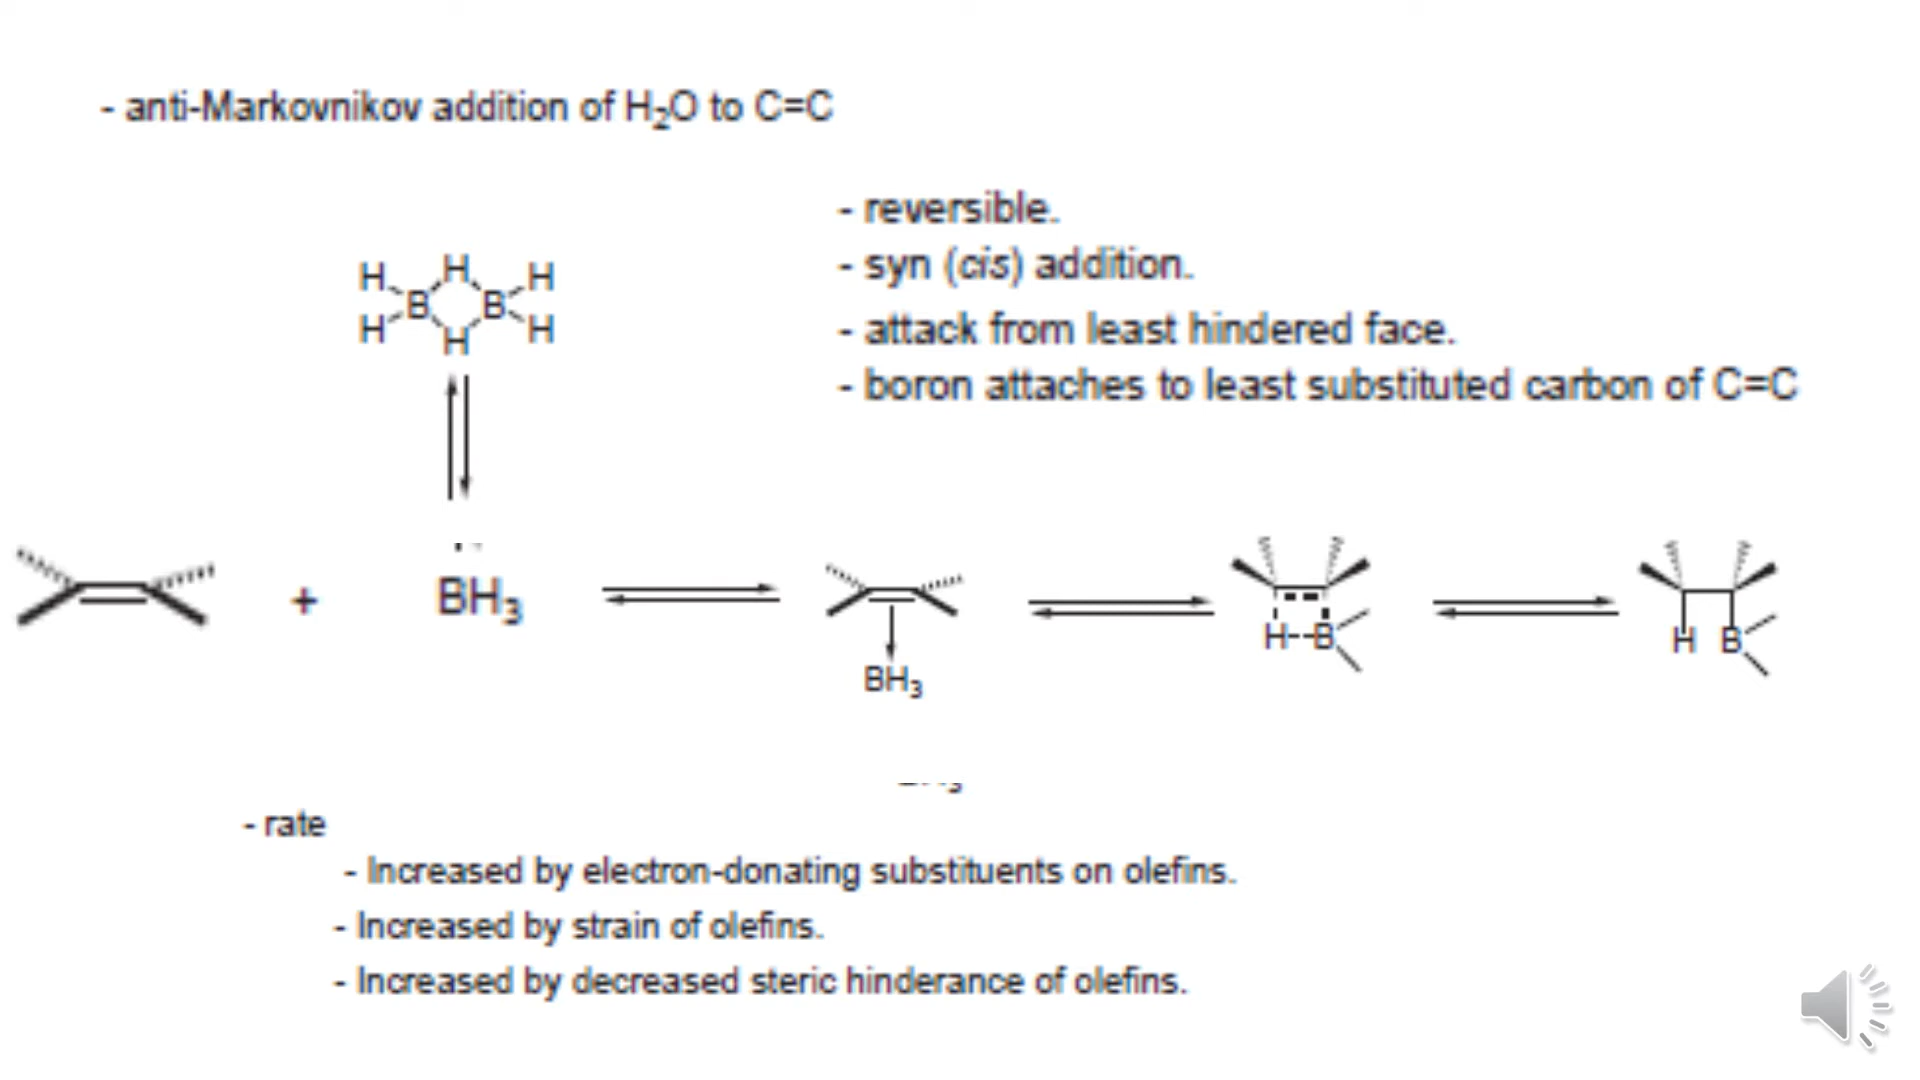 - anti-Markovnikov addition of H₂O to C=C
- reversible.
- syn (cis) addition.
- attack from least hindered face.
- boron attaches to least substituted carbon of C=C
H H H
B B
H H H
+ BH₃
H B H B
BH₃
- rate
- Increased by electron-donating substituents on olefins.
- Increased by strain of olefins.
- Increased by decreased steric hinderance of olefins.